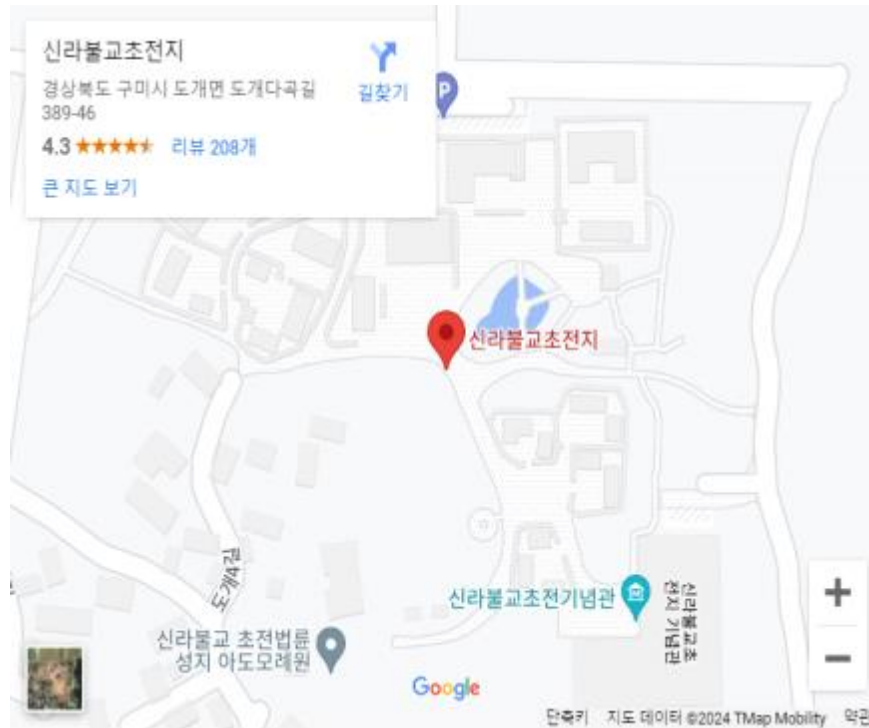 신라불교초전지
경상북도 구미시 도개면 도개다곡길
389-46
길찾기
4.3
리뷰 208개
큰 지도 보기
P
신라불교초전지
도개4길
신라불교초전기념관
신라불교초
전지 기념관
신라불교 초전법륜
성지 아도모례원
Google
단축키 지도 데이터 ©2024 TMap Mobility 약관